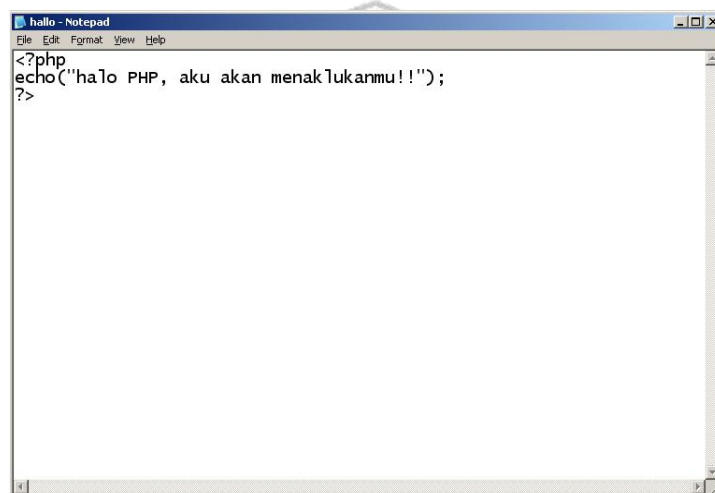 hallo - Notepad
File Edit Format View Help
<?php
echo("halo PHP, aku akan menaklukanmu!!");
?>